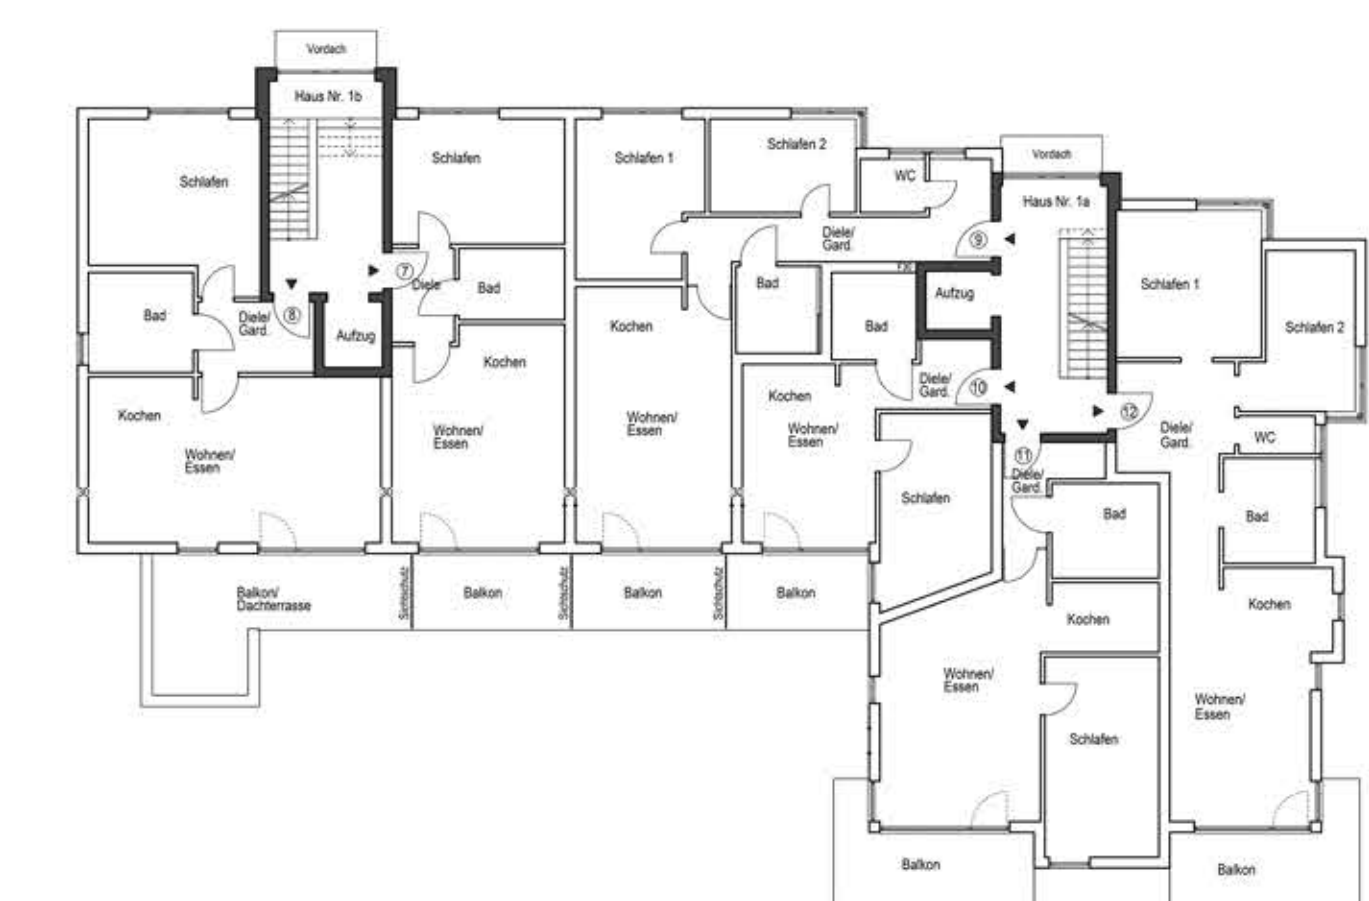 Vordach
Haus Nr. 1b
Schlafen
Schlafen
Schlafen 1
Schlafen 2
WC
Vordach
Haus Nr. 1a
Diele/
Gard.
9
7
Diele
Bad
8
Diele/
Gard.
Bad
Aufzug
Bad
Aufzug
Schlafen 1
Schlafen 2
Kochen
Kochen
Bad
Kochen
Wohnen/
Essen
Wohnen/
Essen
Wohnen/
Essen
Kochen
Wohnen/
Essen
Diele/
Gard.
10
12
Diele/
Gard.
WC
11
Diele/
Gard.
Schlafen
Bad
Bad
Balkon/
Dachterrasse
Sichtschutz
Balkon
Sichtschutz
Balkon
Sichtschutz
Balkon
Kochen
Kochen
Wohnen/
Essen
Schlafen
Wohnen/
Essen
Balkon
Balkon